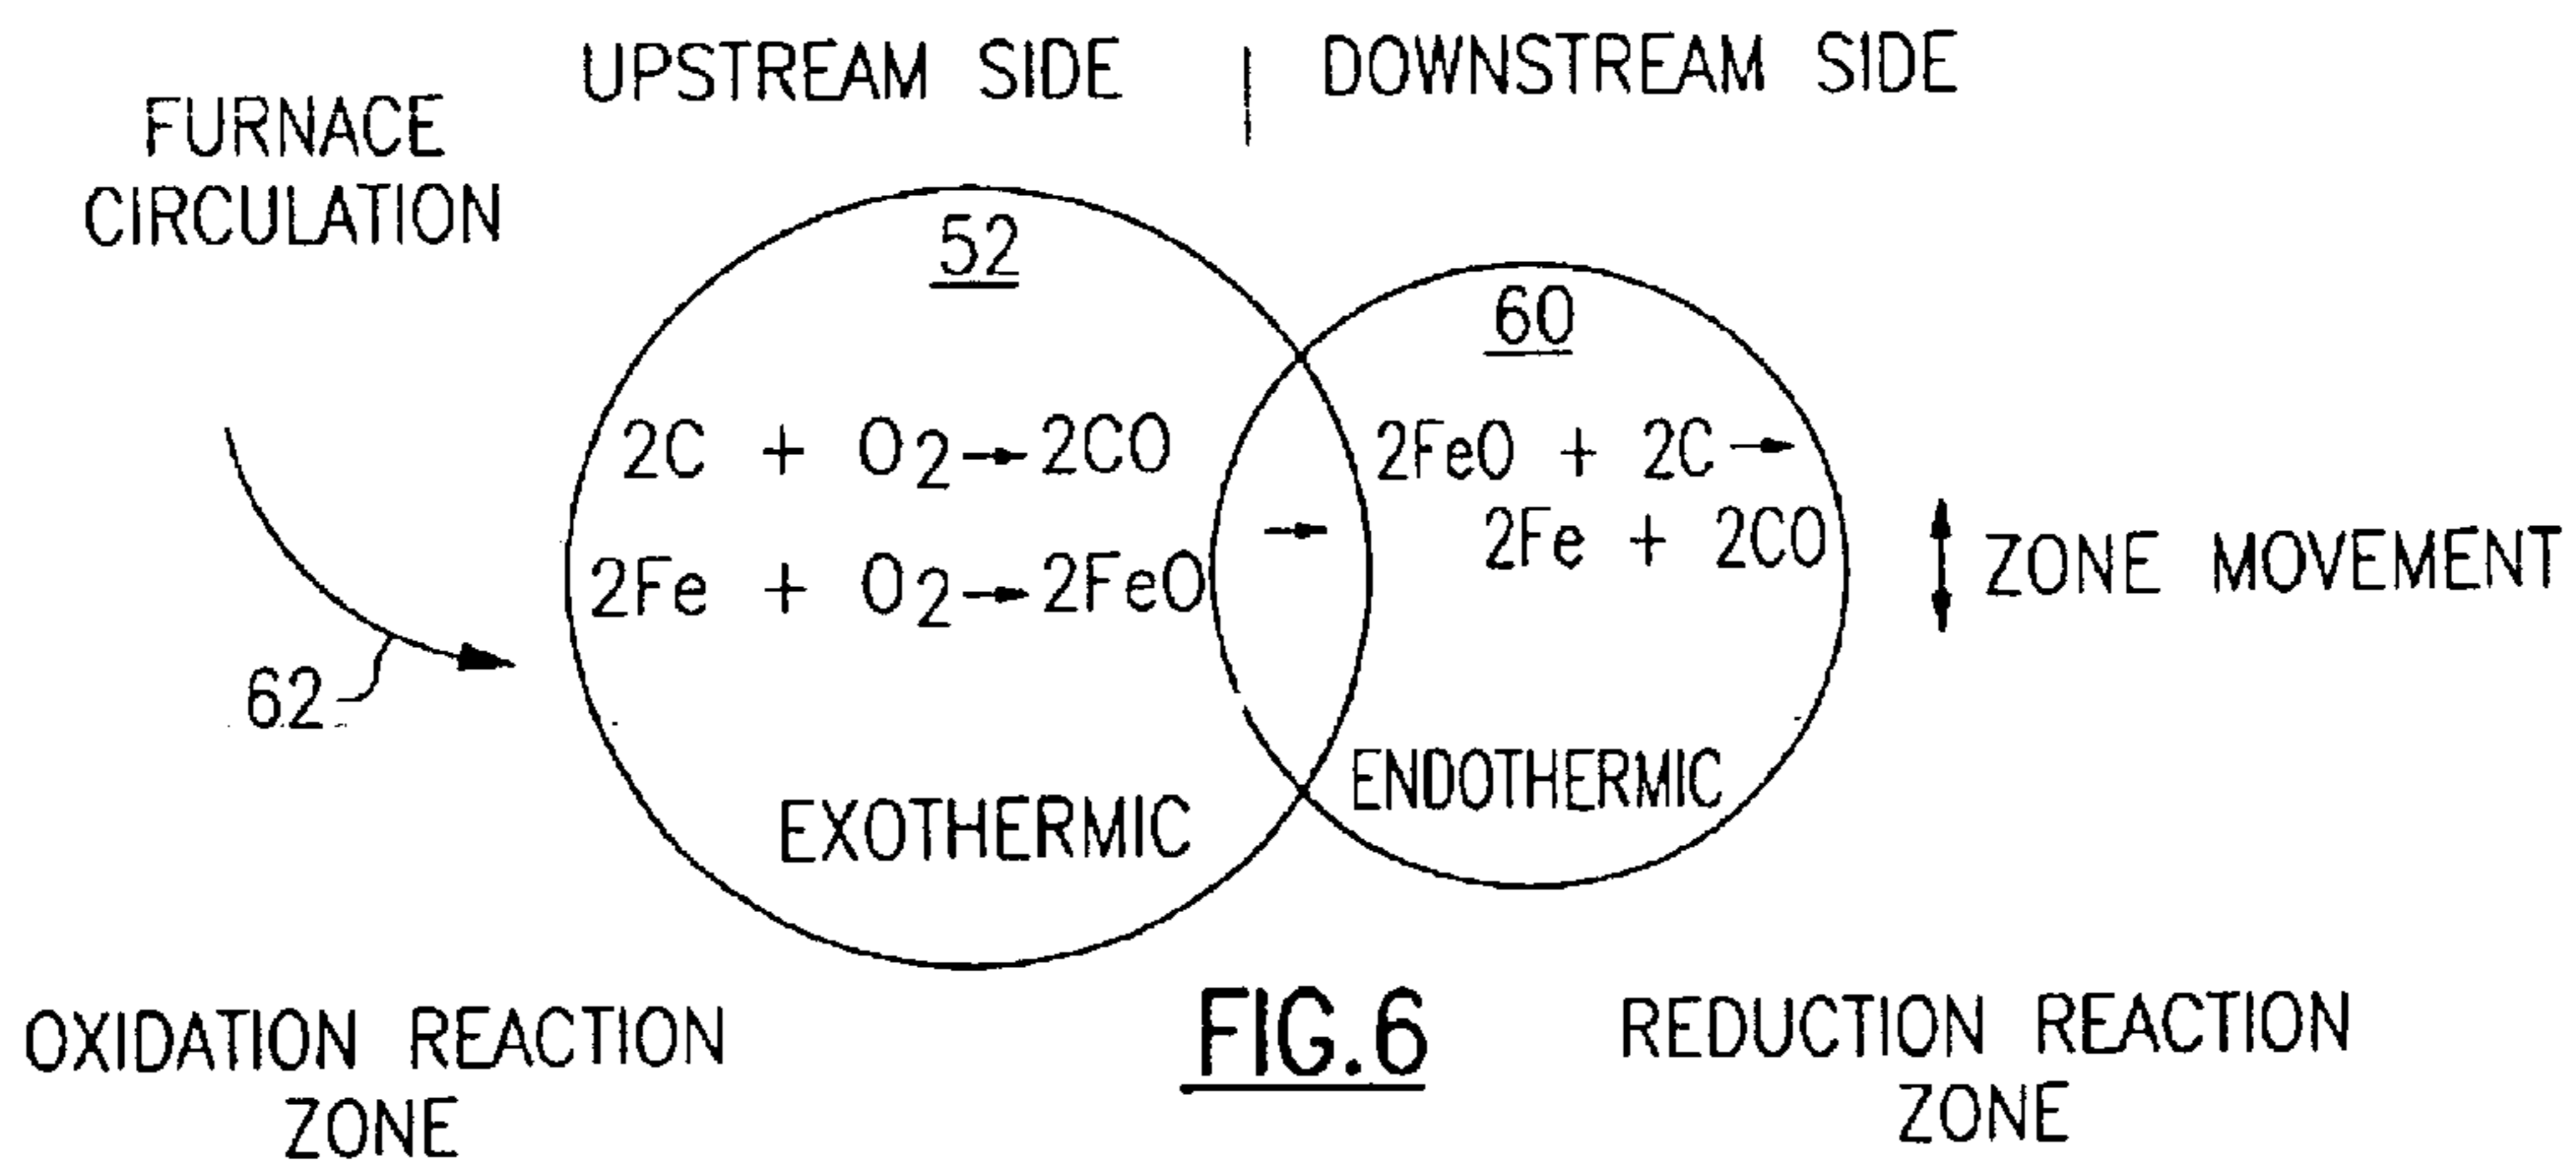 UPSTREAM SIDE | DOWNSTREAM SIDE
FURNACE
CIRCULATION
52
60
2C + O2→2CO
2Fe + O2→2FeO
→
2FeO + 2C→
2Fe + 2CO
ZONE MOVEMENT
62
EXOTHERMIC
ENDOTHERMIC
OXIDATION REACTION
ZONE
FIG.6
REDUCTION REACTION
ZONE